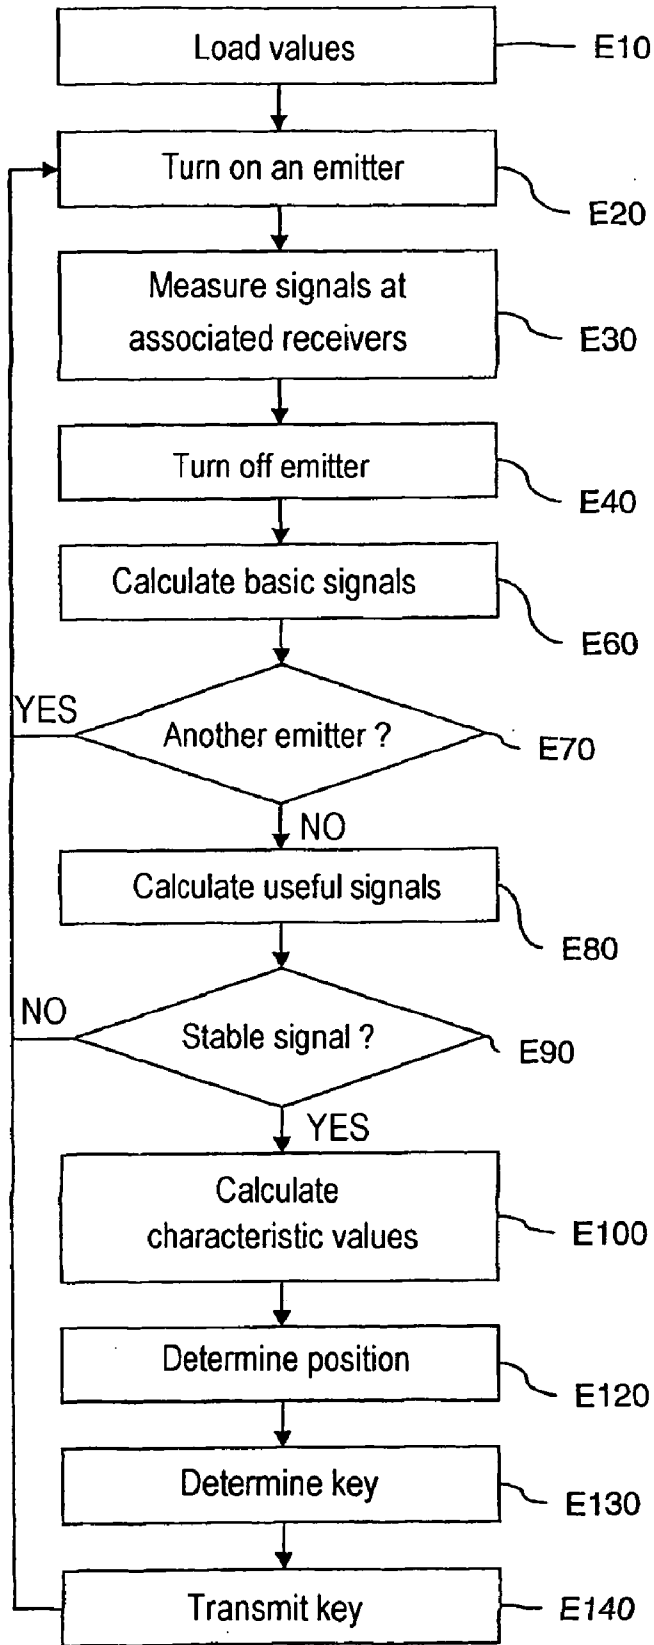 Load values
E10
Turn on an emitter
E20
Measure signals at
associated receivers
E30
Turn off emitter
E40
Calculate basic signals
E60
YES
Another emitter ?
E70
NO
Calculate useful signals
E80
NO
Stable signal ?
E90
YES
Calculate
characteristic values
E100
Determine position
E120
Determine key
E130
Transmit key
E140